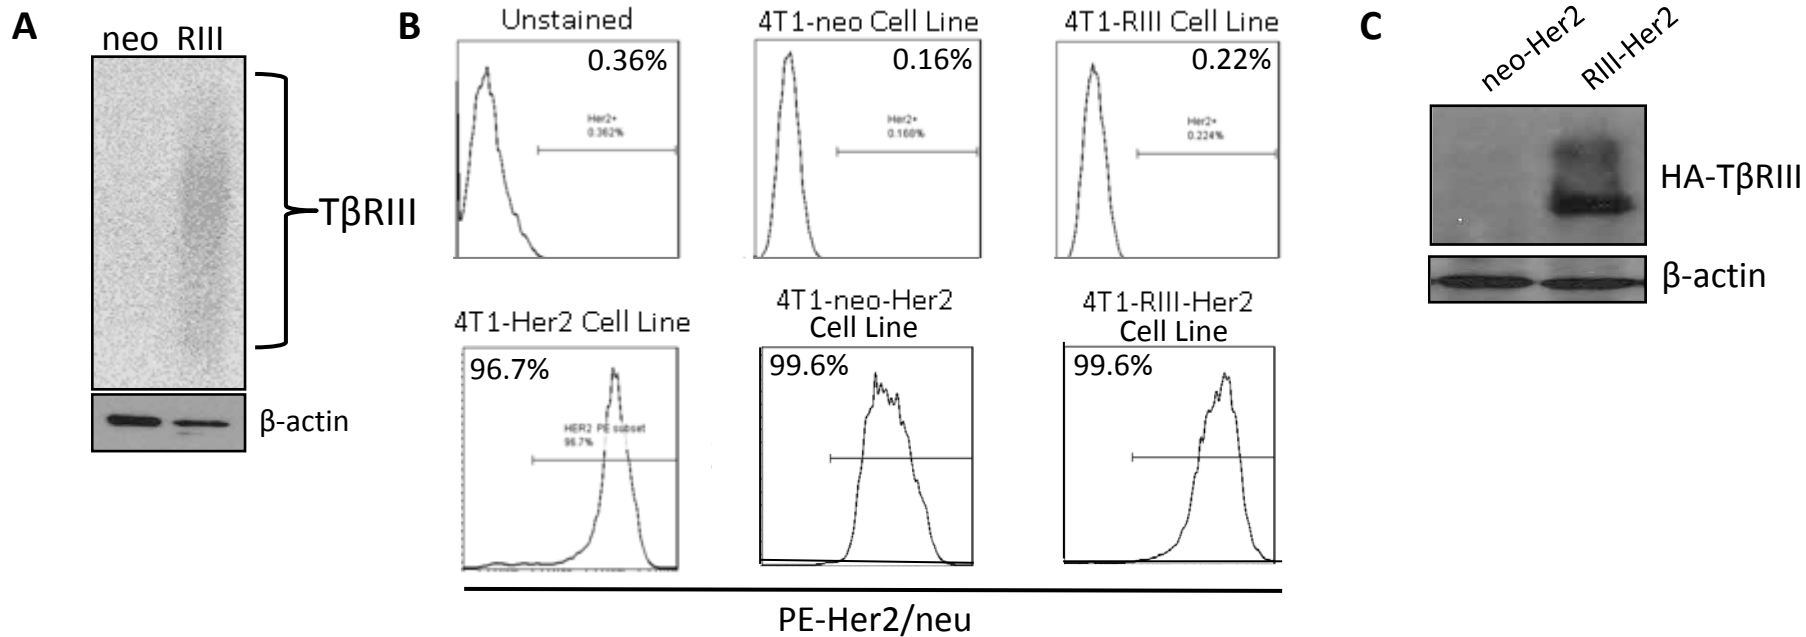 A
neo RIII
TβRIII
β-actin
B
Unstained
0.36%
Her2+
0.362%
4T1-neo Cell Line
0.16%
Her2+
0.168%
4T1-RIII Cell Line
0.22%
Her2+
0.224%
4T1-Her2 Cell Line
96.7%
HER2 PE subset
96.7%
4T1-neo-Her2
Cell Line
99.6%
4T1-RIII-Her2
Cell Line
99.6%
PE-Her2/neu
C
neo-Her2
RIII-Her2
HA-TβRIII
β-actin